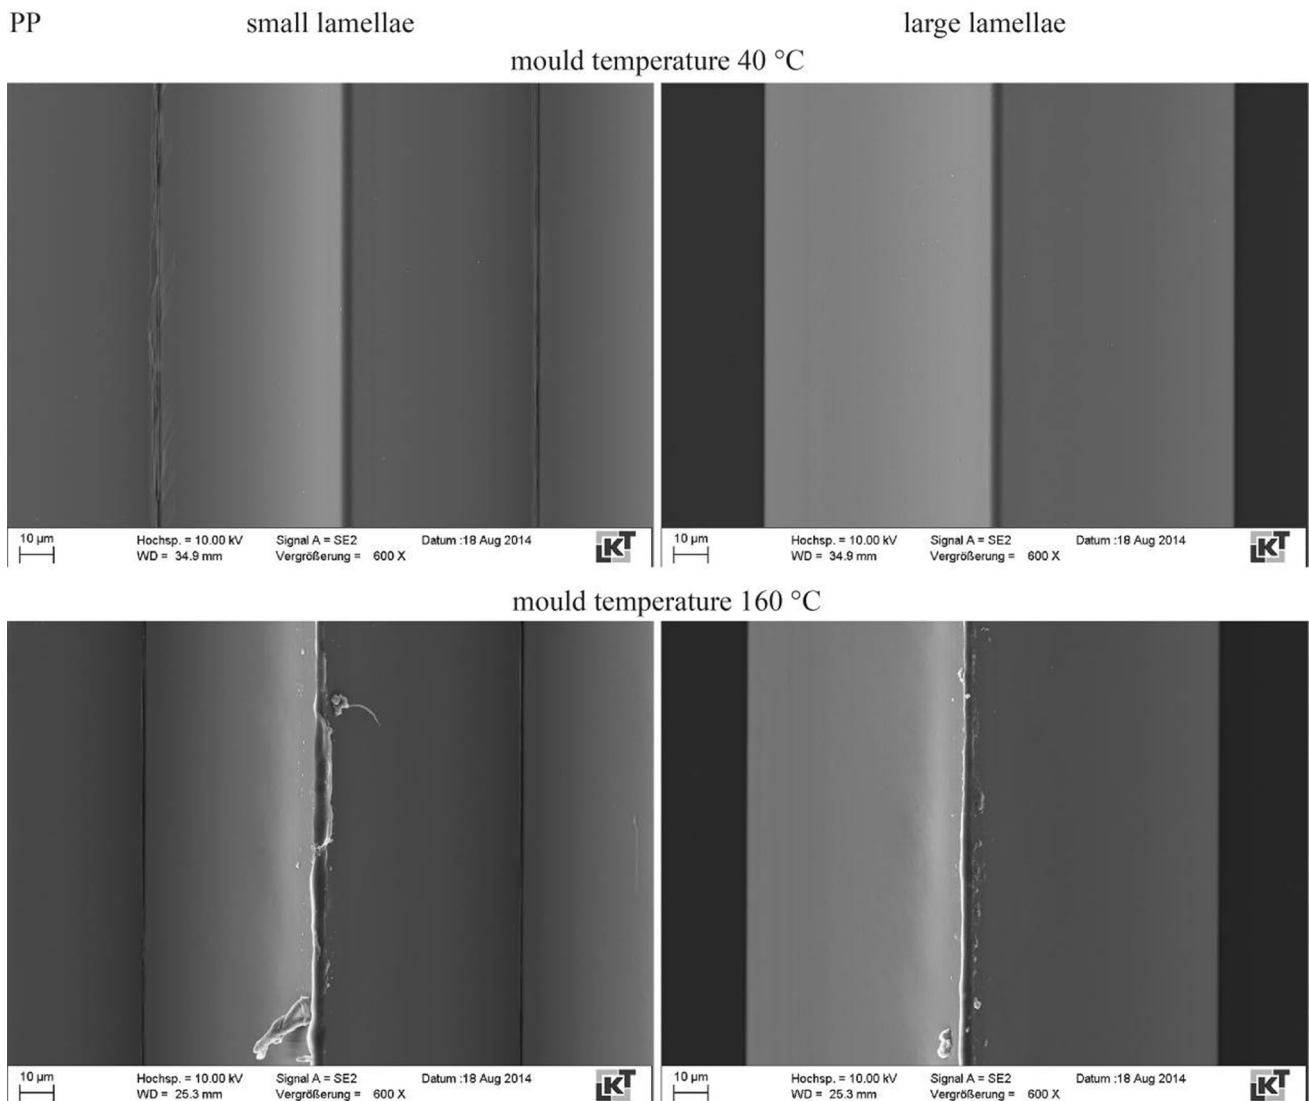 PP small lamellae large lamellae
mould temperature 40 °C
10 µm Hochsp. = 10.00 kV Signal A = SE2 Datum :18 Aug 2014 LKT
WD = 34.9 mm Vergrößerung = 600 X
10 µm Hochsp. = 10.00 kV Signal A = SE2 Datum :18 Aug 2014 LKT
WD = 34.9 mm Vergrößerung = 600 X
mould temperature 160 °C
10 µm Hochsp. = 10.00 kV Signal A = SE2 Datum :18 Aug 2014 LKT
WD = 25.3 mm Vergrößerung = 600 X
10 µm Hochsp. = 10.00 kV Signal A = SE2 Datum :18 Aug 2014 LKT
WD = 25.3 mm Vergrößerung = 600 X